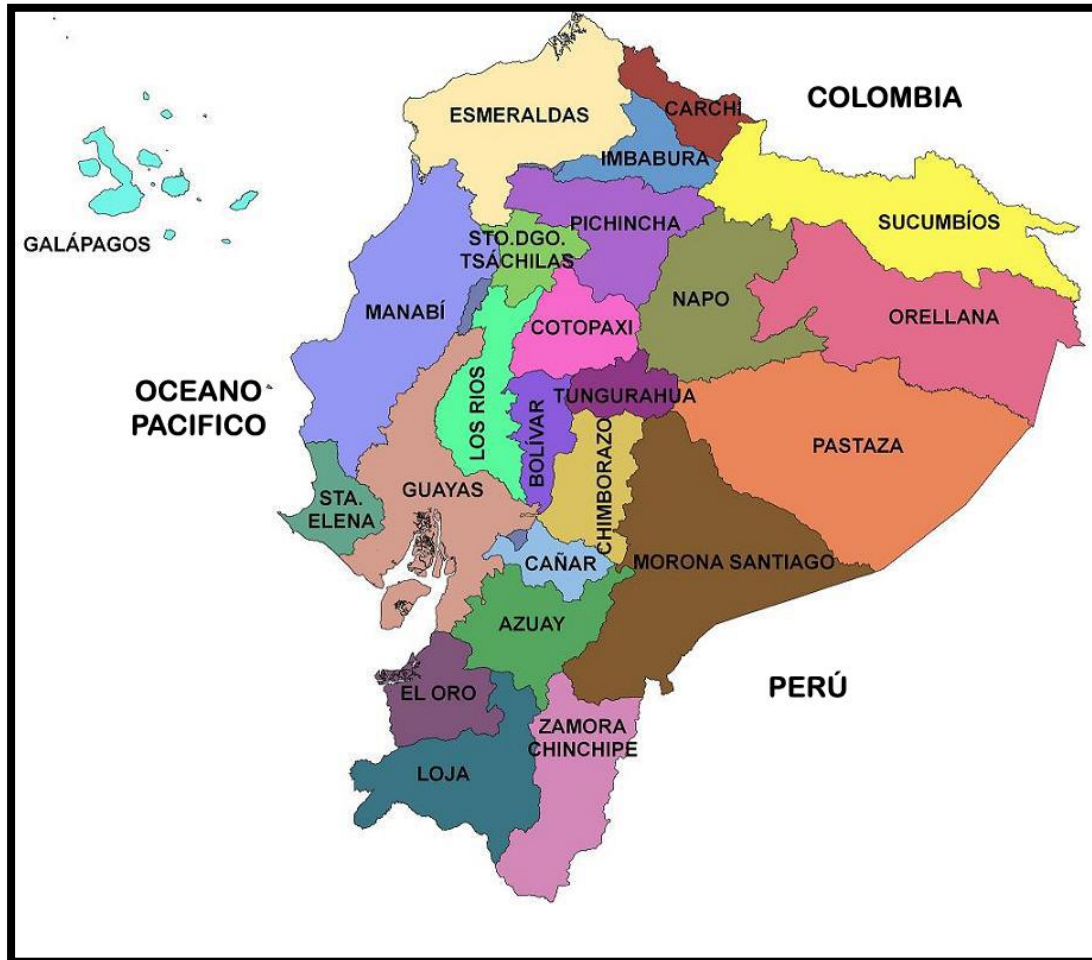 COLOMBIA
CARCHI
ESMERALDAS
IMBABURA
SUCUMBÍOS
PICHINCHA
GALÁPAGOS
STO.DGO.
TSÁCHILAS
NAPO
MANABÍ
ORELLANA
COTOPAXI
OCEANO
PACIFICO
TUNGURAHUA
LOS RIOS
BOLÍVAR
CHIMBORAZO
PASTAZA
GUAYAS
STA.
ELENA
CAÑAR
MORONA SANTIAGO
AZUAY
PERÚ
EL ORO
ZAMORA
CHINCHIPE
LOJA